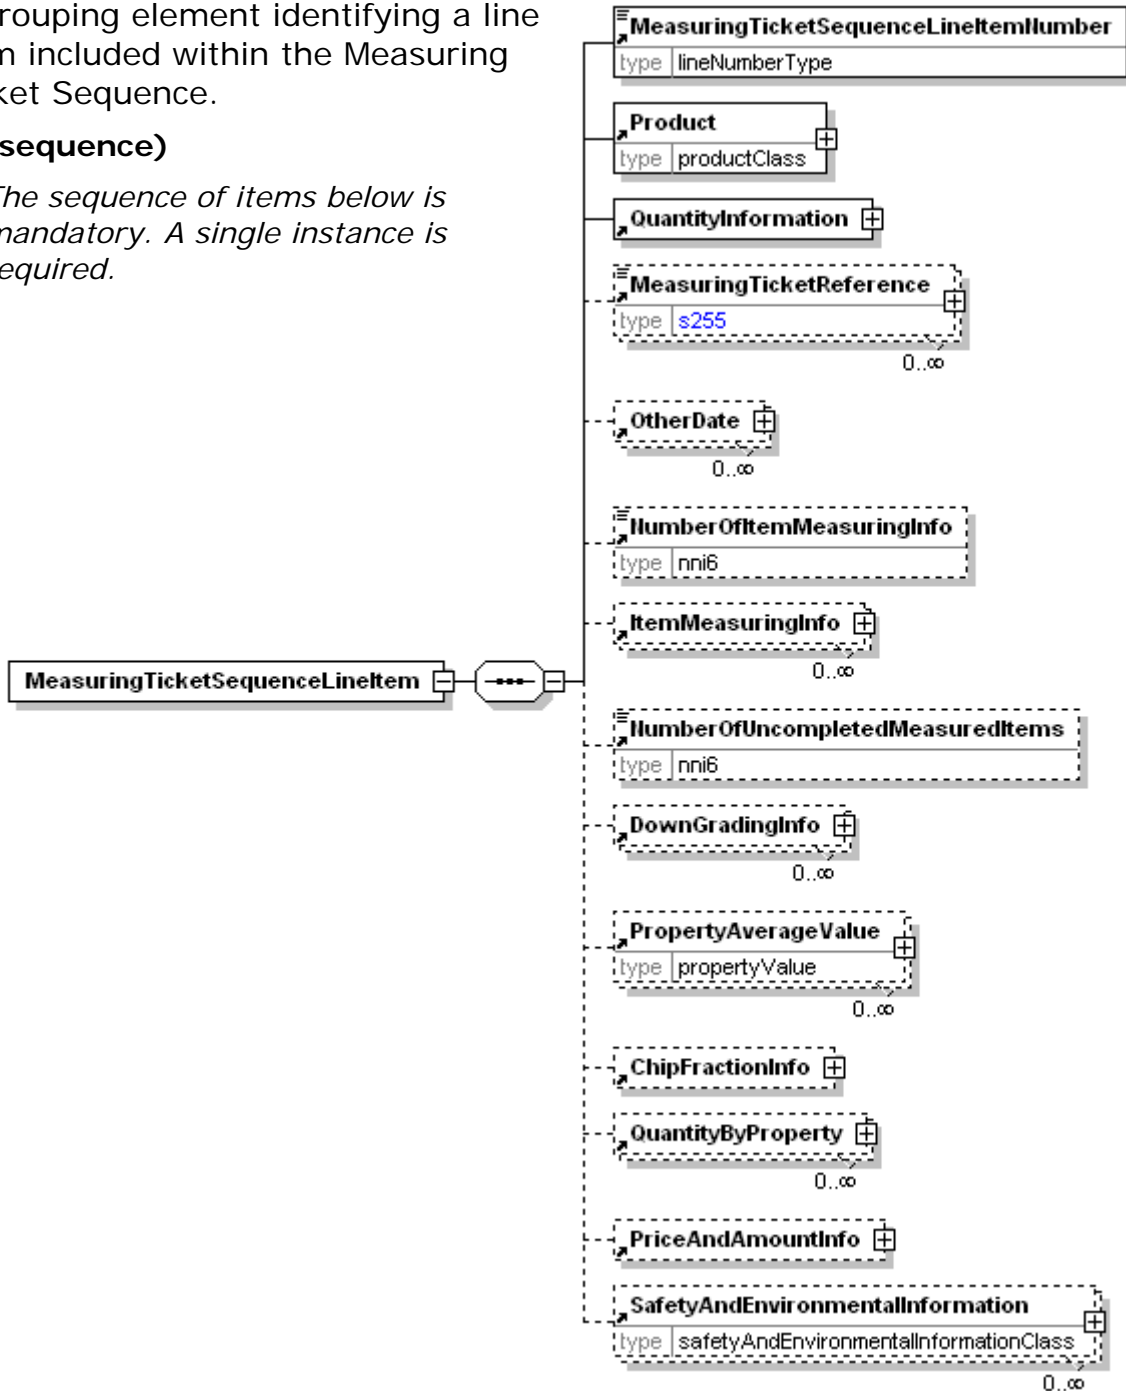 rouping element identifying a line
m included within the Measuring
ket Sequence.
sequence)
The sequence of items below is
mandatory. A single instance is
required.
MeasuringTicketSequenceLineItem
MeasuringTicketSequenceLineItemNumber
type lineNumberType
Product
type productClass
QuantityInformation
MeasuringTicketReference
type s255
0..∞
OtherDate
0..∞
NumberOfItemMeasuringInfo
type nni6
ItemMeasuringInfo
0..∞
NumberOfUncompletedMeasuredItems
type nni6
DownGradingInfo
0..∞
PropertyAverageValue
type propertyValue
0..∞
ChipFractionInfo
QuantityByProperty
0..∞
PriceAndAmountInfo
SafetyAndEnvironmentalInformation
type safetyAndEnvironmentalInformationClass
0..∞